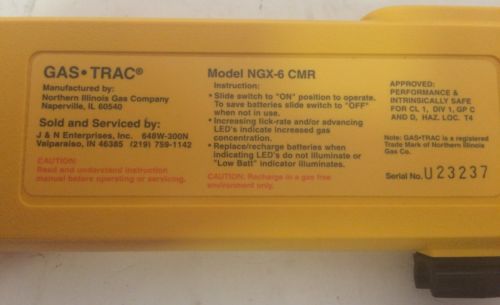 GAS•TRAC®
Manufactured by:
Northern Illinois Gas Company
Naperville, IL 60540
Sold and Serviced by:
J & N Enterprises, Inc. 648W-300N
Valparaiso, IN 46385 (219) 759-1142
CAUTION:
Read and understand instruction
manual before operating or servicing.
Model NGX-6 CMR
Instruction:
• Slide switch to "ON" position to operate.
To save batteries slide switch to "OFF"
when not in use.
• Increasing tick-rate and/or advancing
LED's indicate increased gas
concentration.
• Replace/recharge batteries when
indicating LED's do not illuminate or
"Low Batt" indicator illuminates.
CAUTION: Recharge in a gas free
environment only.
APPROVED:
PERFORMANCE &
INTRINSICALLY SAFE
FOR CL 1, DIV 1, GP C
AND D, HAZ. LOC. T4
Note: GAS•TRAC is a registered
Trade Mark of Northern Illinois
Gas Co.
Serial No. U23237